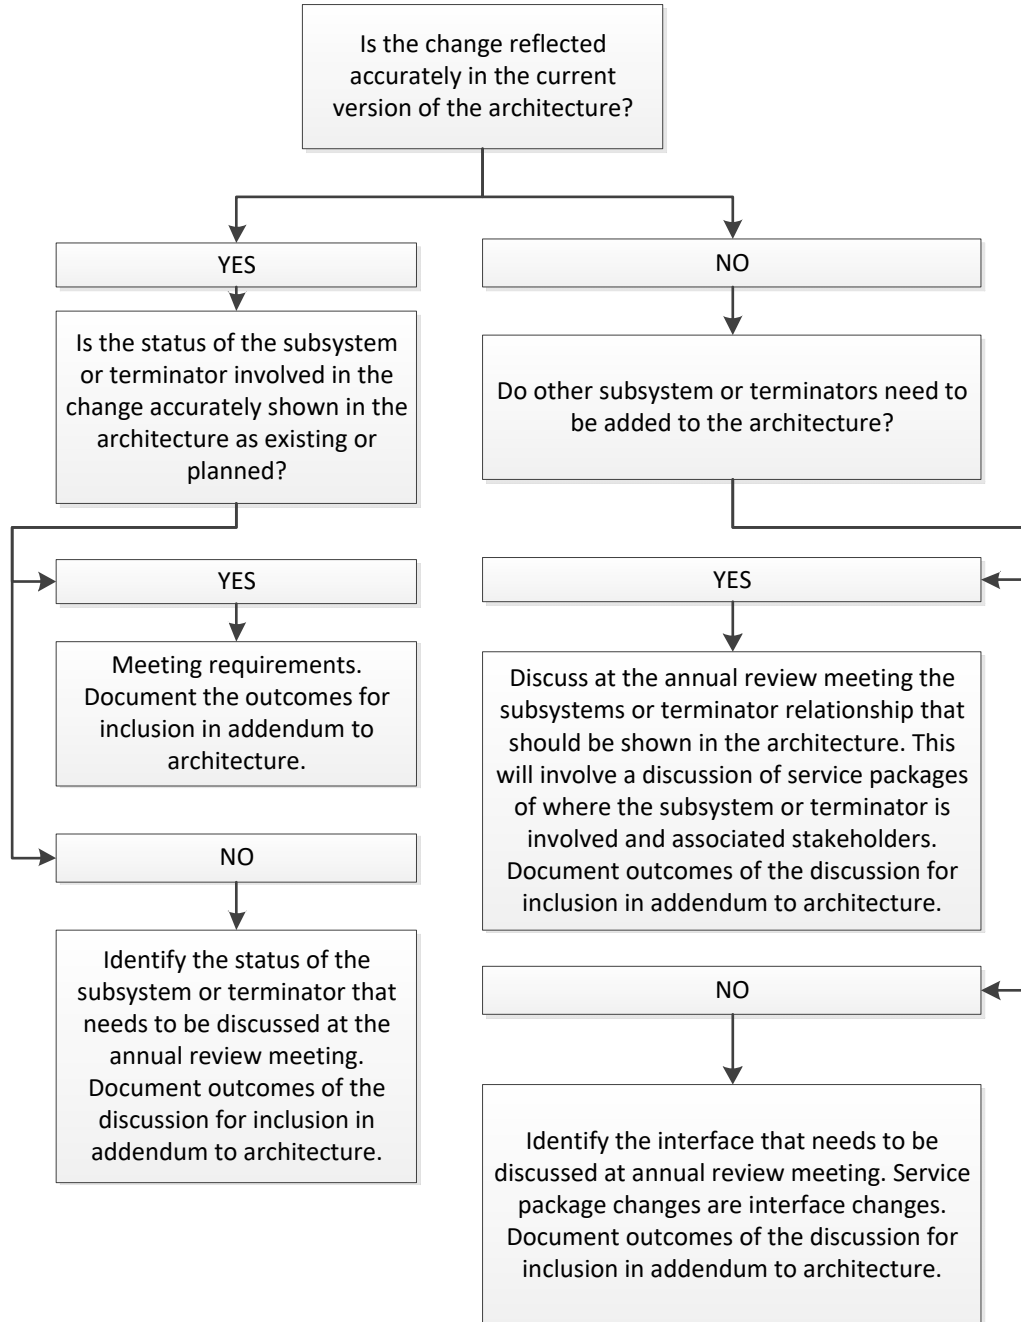 Is the change reflected
accurately in the current
version of the architecture?
YES
Is the status of the subsystem
or terminator involved in the
change accurately shown in the
architecture as existing or
planned?
YES
Meeting requirements.
Document the outcomes for
inclusion in addendum to
architecture.
NO
Identify the status of the
subsystem or terminator that
needs to be discussed at the
annual review meeting.
Document outcomes of the
discussion for inclusion in
addendum to architecture.
NO
Do other subsystem or terminators need to
be added to the architecture?
YES
Discuss at the annual review meeting the
subsystems or terminator relationship that
should be shown in the architecture. This
will involve a discussion of service packages
of where the subsystem or terminator is
involved and associated stakeholders.
Document outcomes of the discussion for
inclusion in addendum to architecture.
NO
Identify the interface that needs to be
discussed at annual review meeting. Service
package changes are interface changes.
Document outcomes of the discussion for
inclusion in addendum to architecture.